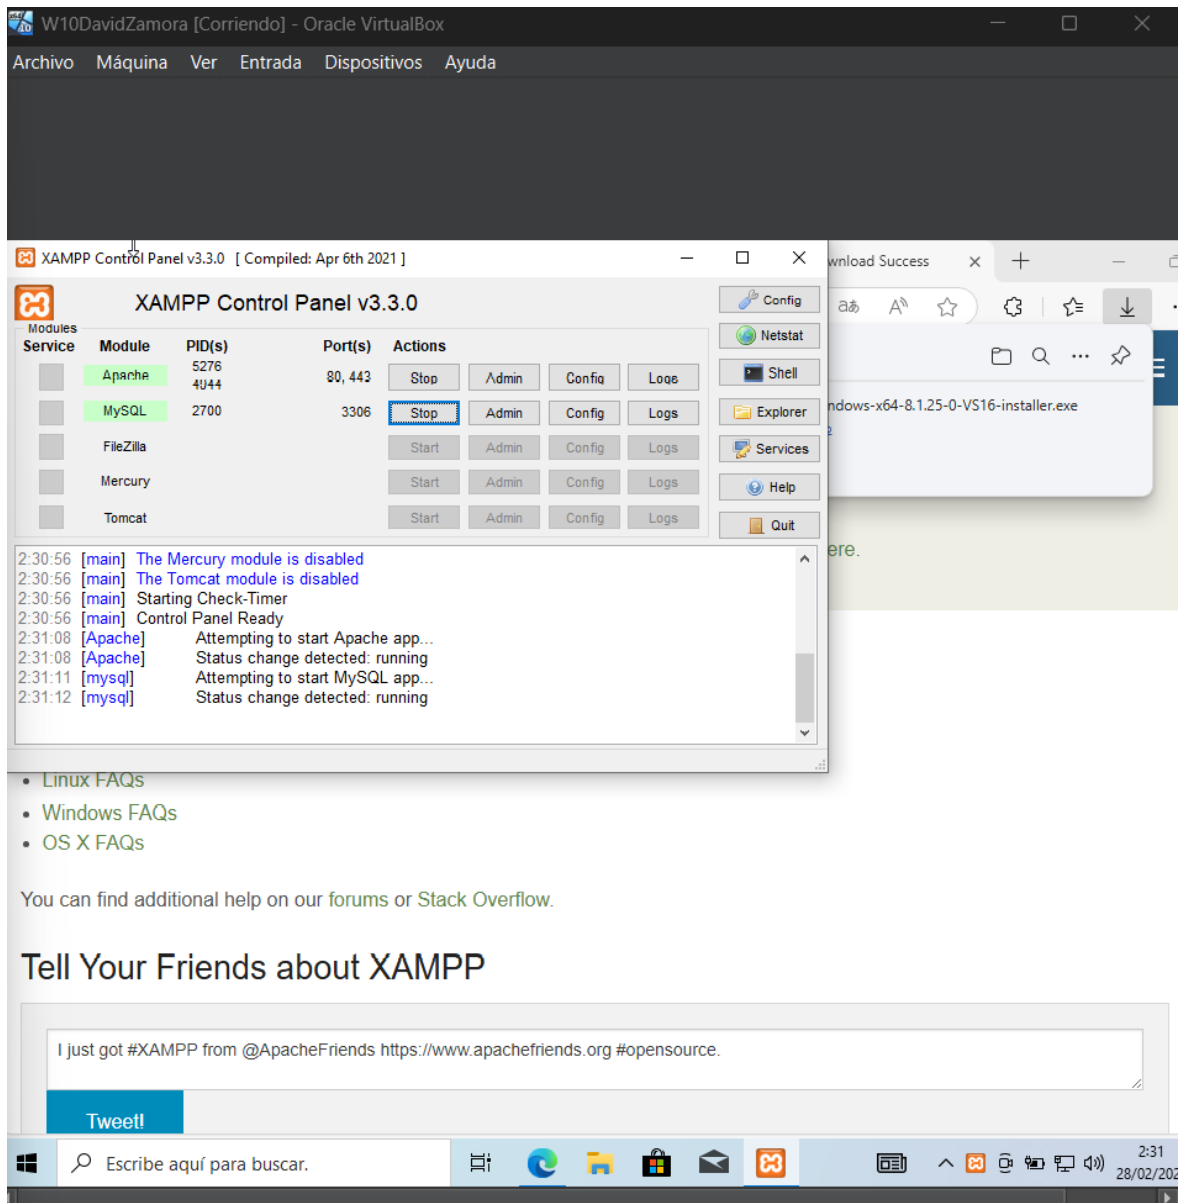 W10DavidZamora [Corriendo] - Oracle VirtualBox
Archivo Máquina Ver Entrada Dispositivos Ayuda
XAMPP Control Panel v3.3.0 [ Compiled: Apr 6th 2021 ]
wnload Success
XAMPP Control Panel v3.3.0
Config
Modules
Service Module PID(s) Port(s) Actions
Netstat
Apache 5276 4944 80, 443 Stop Admin Config Logs
Shell
MySQL 2700 3306 Stop Admin Config Logs
Explorer
ndows-x64-8.1.25-0-VS16-installer.exe
FileZilla Start Admin Config Logs
Services
Mercury Start Admin Config Logs
Help
Tomcat Start Admin Config Logs
Quit
ere.
2:30:56 [main] The Mercury module is disabled
2:30:56 [main] The Tomcat module is disabled
2:30:56 [main] Starting Check-Timer
2:30:56 [main] Control Panel Ready
2:31:08 [Apache] Attempting to start Apache app...
2:31:08 [Apache] Status change detected: running
2:31:11 [mysql] Attempting to start MySQL app...
2:31:12 [mysql] Status change detected: running
Linux FAQs
Windows FAQs
OS X FAQs
You can find additional help on our forums or Stack Overflow.
Tell Your Friends about XAMPP
I just got #XAMPP from @ApacheFriends https://www.apachefriends.org #opensource.
Tweet!
Escribe aquí para buscar.
2:31
28/02/202